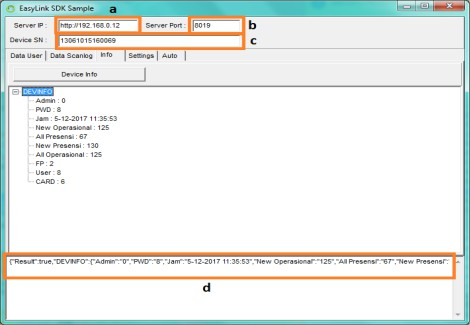 EasyLink SDK Sample
a
Server IP : http://192.168.0.12 Server Port : 8019 b
Device SN : 13061015160069 c
Data User Data Scanlog Info Settings Auto
Device Info
DEVINFO
Admin : 0
PWD : 8
Jam : 5-12-2017 11:35:53
New Operasional : 125
All Presensi : 67
New Presensi : 130
All Operasional : 125
FP : 2
User : 8
CARD : 6
{"Result":true,"DEVINFO":{"Admin":"0","PWD":"8","Jam":"5-12-2017 11:35:53","New Operasional":"125","All Presensi":"67","New Presensi":
d